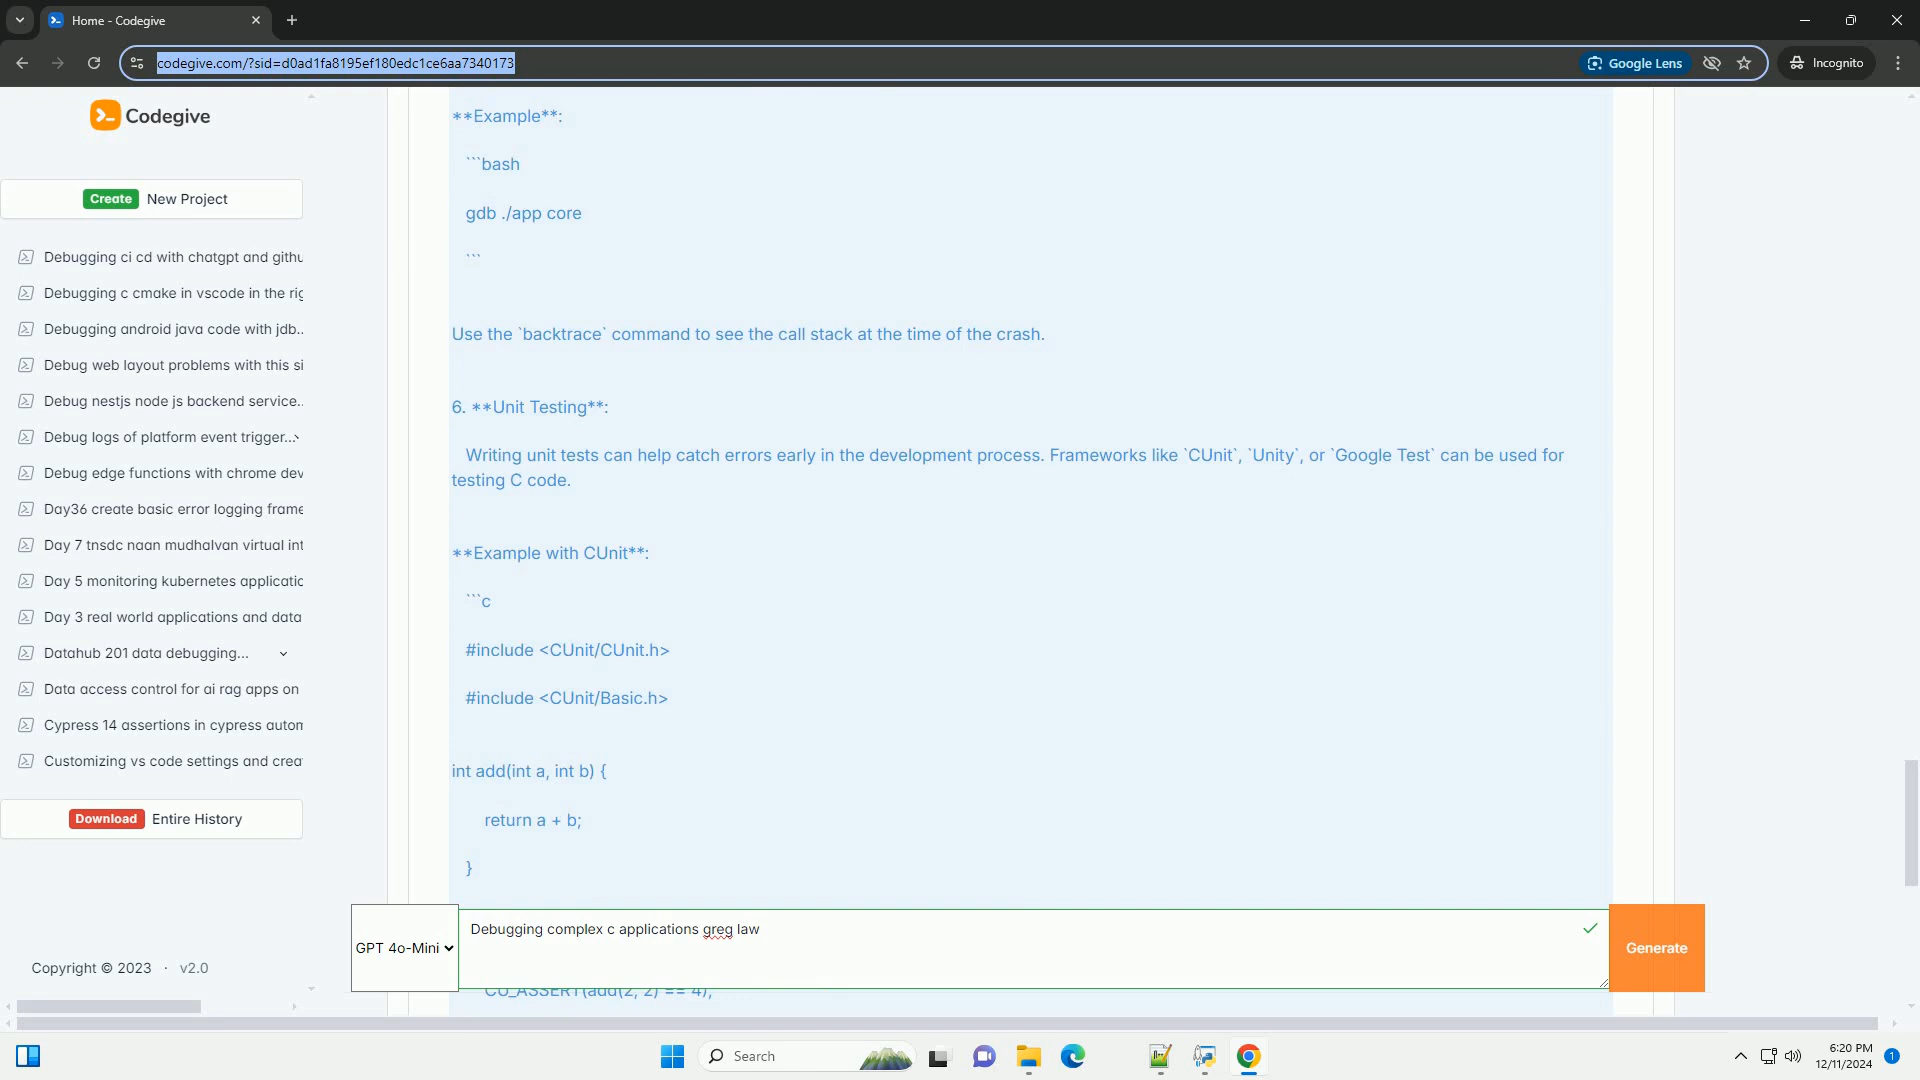 Home - Codegive
codegive.com/?sid=d0ad1fa8195ef180edc1ce6aa7340173
Google Lens
Incognito
Codegive
Create New Project
Debugging ci cd with chatgpt and githu
Debugging c cmake in vscode in the rig
Debugging android java code with jdb...
Debug web layout problems with this si
Debug nestjs node js backend service...
Debug logs of platform event trigger...
Debug edge functions with chrome dev
Day36 create basic error logging frame
Day 7 tnsdc naan mudhalvan virtual int
Day 5 monitoring kubernetes applicatic
Day 3 real world applications and data
Datahub 201 data debugging...
Data access control for ai rag apps on
Cypress 14 assertions in cypress autom
Customizing vs code settings and crea
Download Entire History
Copyright © 2023 · v2.0
**Example**:
```bash
gdb ./app core
```
Use the `backtrace` command to see the call stack at the time of the crash.
6. **Unit Testing**:
Writing unit tests can help catch errors early in the development process. Frameworks like `CUnit`, `Unity`, or `Google Test` can be used for
testing C code.
**Example with CUnit**:
```c
#include <CUnit/CUnit.h>
#include <CUnit/Basic.h>
int add(int a, int b) {
return a + b;
}
GPT 4o-Mini
Debugging complex c applications greg law
Generate
CU_ASSERT(add(2, 2) == 4);
Search
6:20 PM
12/11/2024
1